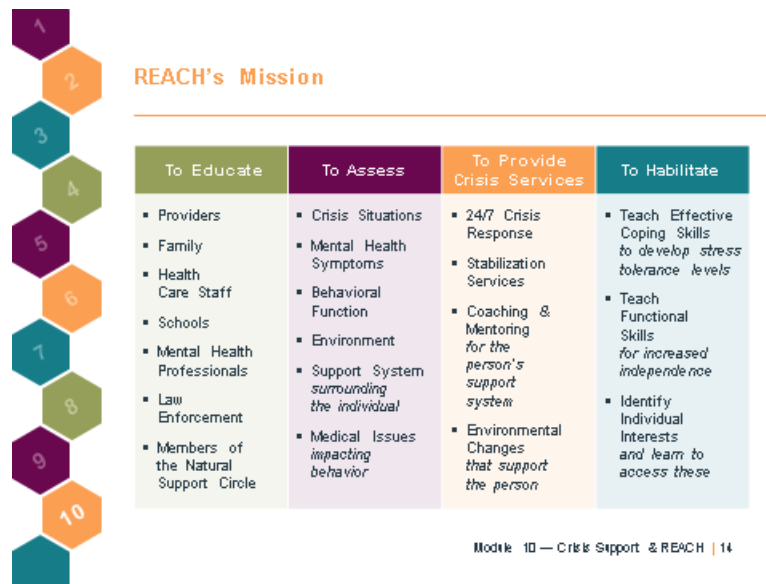 1
2
3
4
5
6
7
8
9
10
REACH's Mission
To Educate
▪ Providers
▪ Family
▪ Health
Care Staff
▪ Schools
▪ Mental Health
Professionals
▪ Law
Enforcement
▪ Members of
the Natural
Support Circle
To Assess
▪ Crisis Situations
▪ Mental Health
Symptoms
▪ Behavioral
Function
▪ Environment
▪ Support System
surrounding
the individual
▪ Medical Issues
impacting
behavior
To Provide
Crisis Services
▪ 24/7 Crisis
Response
▪ Stabilization
Services
▪ Coaching &
Mentoring
for the
person's
support
system
▪ Environmental
Changes
that support
the person
To Habilitate
▪ Teach Effective
Coping Skills
to develop stress
tolerance levels
▪ Teach
Functional
Skills
for increased
independence
▪ Identify
Individual
Interests
and learn to
access these
Module 10 — Crisis Support & REACH | 14